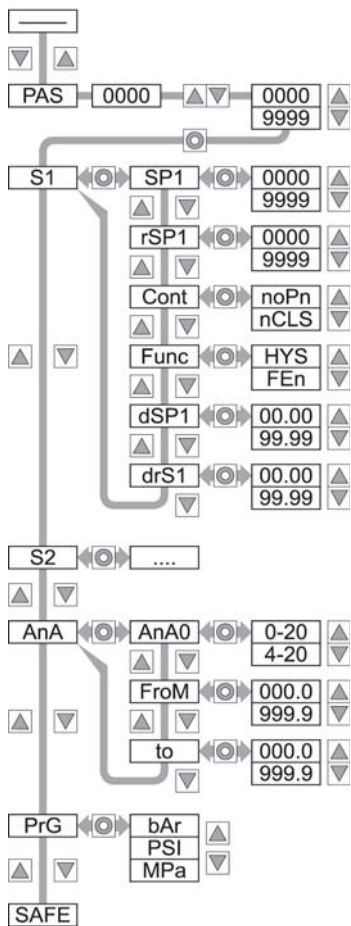 PAS 0000 0000
9999
S1 SP1 0000
9999
rSP1 0000
9999
Cont noPn
nCLS
Func HYS
FEn
dSP1 00.00
99.99
drS1 00.00
99.99
S2 ....
AnA AnA0 0-20
4-20
FroM 000.0
999.9
to 000.0
999.9
PrG bAr
PSI
MPa
SAFE